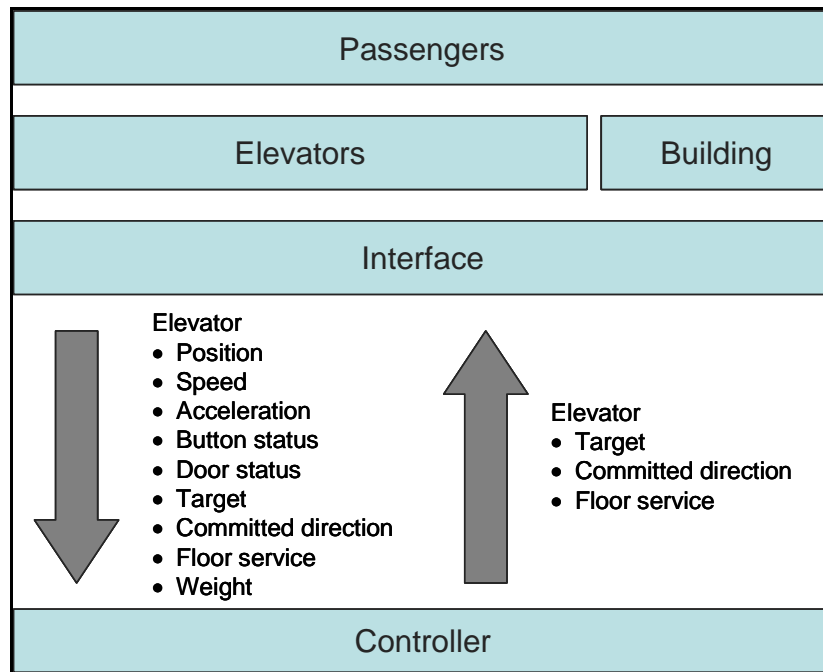 Passengers
Elevators
Building
Interface
Elevator
• Position
• Speed
• Acceleration
• Button status
• Door status
• Target
• Committed direction
• Floor service
• Weight
Elevator
• Target
• Committed direction
• Floor service
Controller